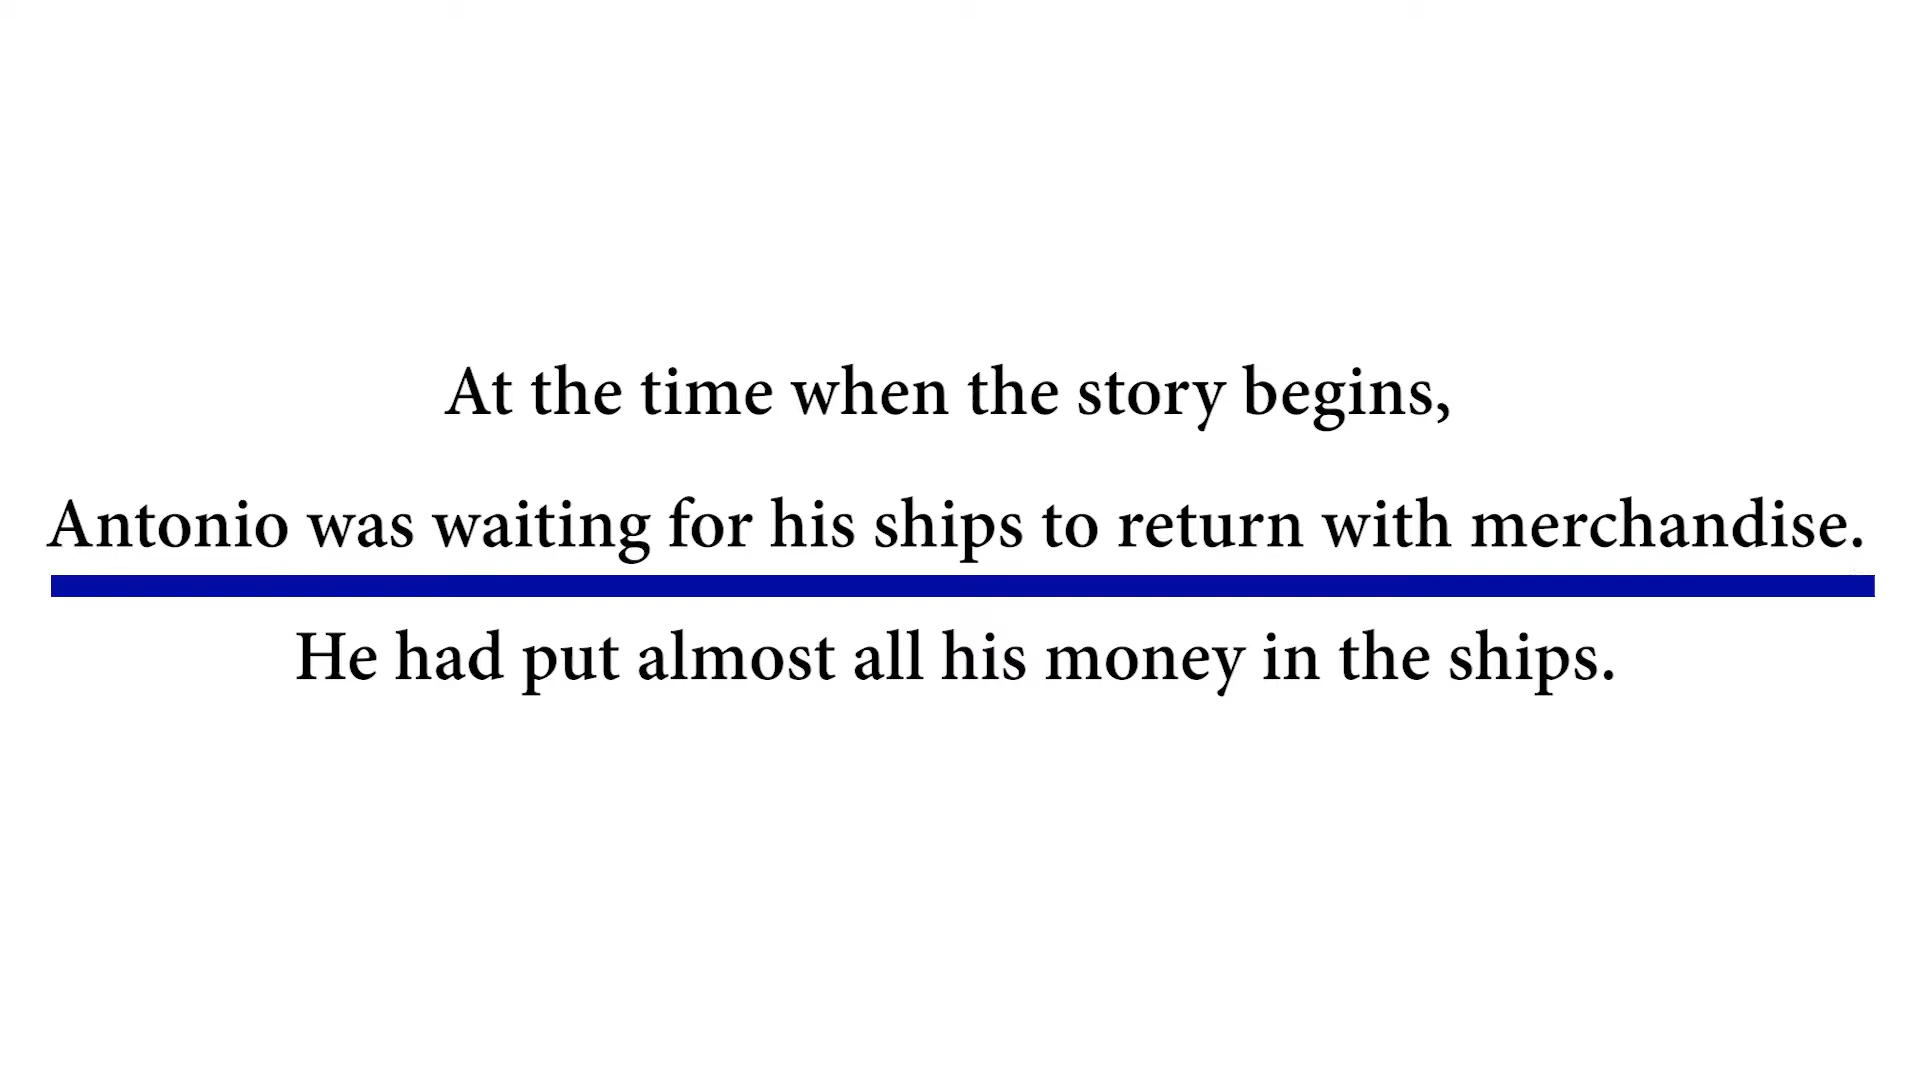 At the time when the story begins,
Antonio was waiting for his ships to return with merchandise.
He had put almost all his money in the ships.